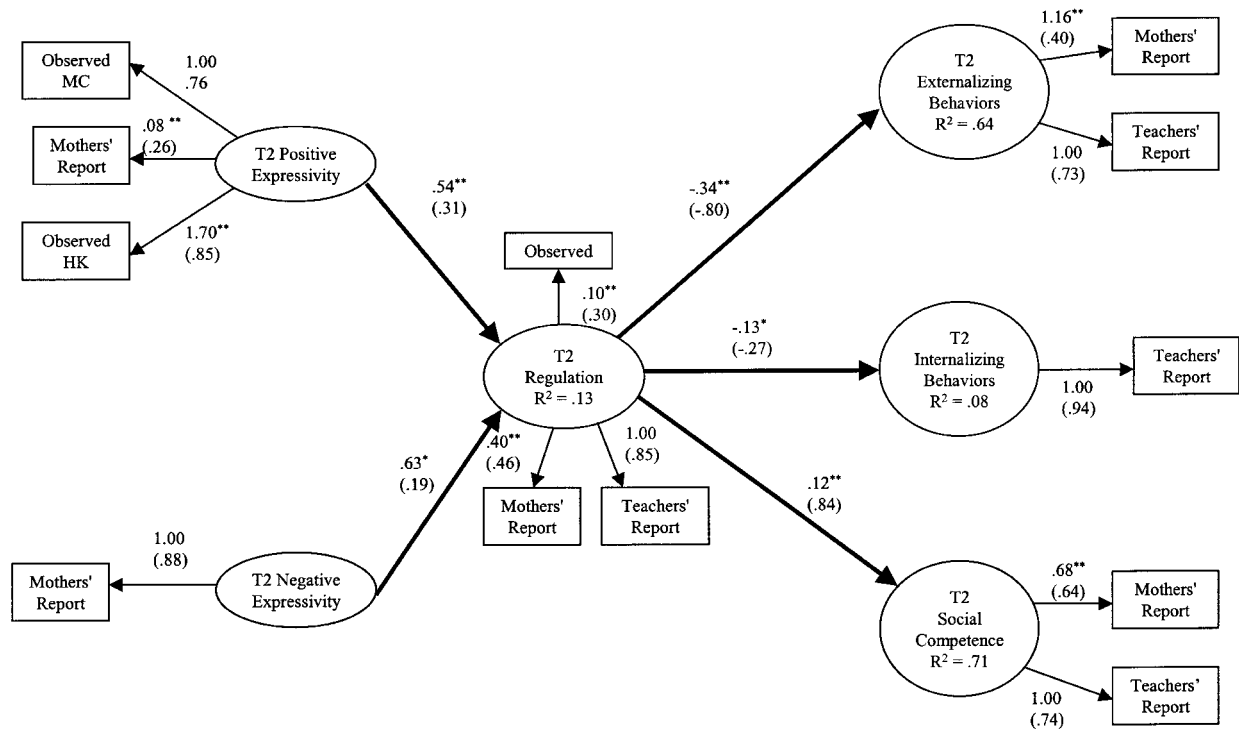 Observed
MC
1.00
.76
Mothers'
Report
.08 **
(.26)
T2 Positive
Expressivity
Observed
HK
1.70**
(.85)
.54**
(.31)
Observed
.10**
(.30)
T2
Regulation
R² = .13
.40**
(.46)
1.00
(.85)
Mothers'
Report
Teachers'
Report
.63*
(.19)
1.00
(.88)
Mothers'
Report
T2 Negative
Expressivity
-.34**
(-.80)
T2
Externalizing
Behaviors
R² = .64
1.16**
(.40)
Mothers'
Report
1.00
(.73)
Teachers'
Report
-.13*
(-.27)
T2
Internalizing
Behaviors
R² = .08
1.00
(.94)
Teachers'
Report
.12**
(.84)
T2
Social
Competence
R² = .71
.68**
(.64)
Mothers'
Report
1.00
(.74)
Teachers’
Report